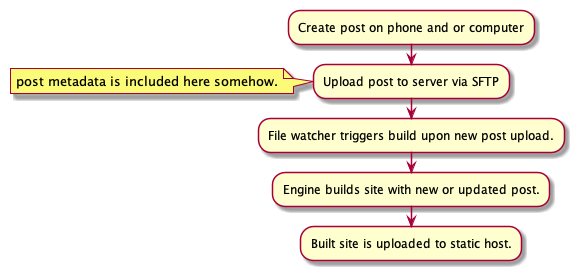 Create post on phone and or computer
post metadata is included here somehow.
Upload post to server via SFTP
File watcher triggers build upon new post upload.
Engine builds site with new or updated post.
Built site is uploaded to static host.